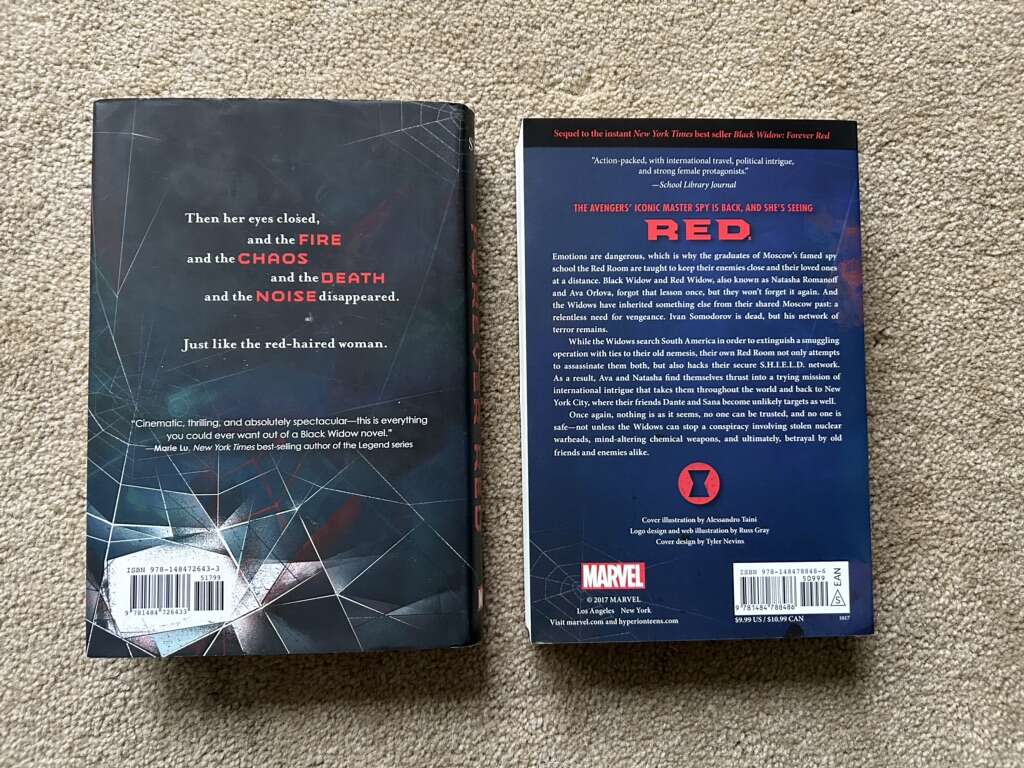 Then her eyes closed,
and the FIRE
and the CHAOS
and the DEATH
and the NOISE disappeared.
Just like the red-haired woman.
“Cinematic, thrilling, and absolutely spectacular—this is everything
you could ever want out of a Black Widow novel.”
—Marie Lu, New York Times best-selling author of the Legend series
ISBN 978-148472643-3
51799
9 781484 726433
FOREVER RED
Sequel to the instant New York Times best seller Black Widow: Forever Red
“Action-packed, with international travel, political intrigue,
and strong female protagonists.”
—School Library Journal
THE AVENGERS’ ICONIC MASTER SPY IS BACK, AND SHE’S SEEING
RED.
Emotions are dangerous, which is why the graduates of Moscow’s famed spy
school the Red Room are taught to keep their enemies close and their loved ones
at a distance. Black Widow and Red Widow, also known as Natasha Romanoff
and Ava Orlova, forgot that lesson once, but they won’t forget it again. And
the Widows have inherited something else from their shared Moscow past: a
relentless need for vengeance. Ivan Somodorov is dead, but his network of
terror remains.
While the Widows search South America in order to extinguish a smuggling
operation with ties to their old nemesis, their own Red Room not only attempts
to assassinate them both, but also hacks their secure S.H.I.E.L.D. network.
As a result, Ava and Natasha find themselves thrust into a trying mission of
international intrigue that takes them throughout the world and back to New
York City, where their friends Dante and Sana become unlikely targets as well.
Once again, nothing is as it seems, no one can be trusted, and no one is
safe—not unless the Widows can stop a conspiracy involving stolen nuclear
warheads, mind-altering chemical weapons, and ultimately, betrayal by old
friends and enemies alike.
Cover illustration by Alessandro Taini
Logo design and web illustration by Russ Gray
Cover design by Tyler Nevins
MARVEL
© 2017 MARVEL
Los Angeles New York
Visit marvel.com and hyperionteens.com
ISBN 978-148478848-6
50999
9 781484 788486
S EAN
$9.99 US / $10.99 CAN
1017